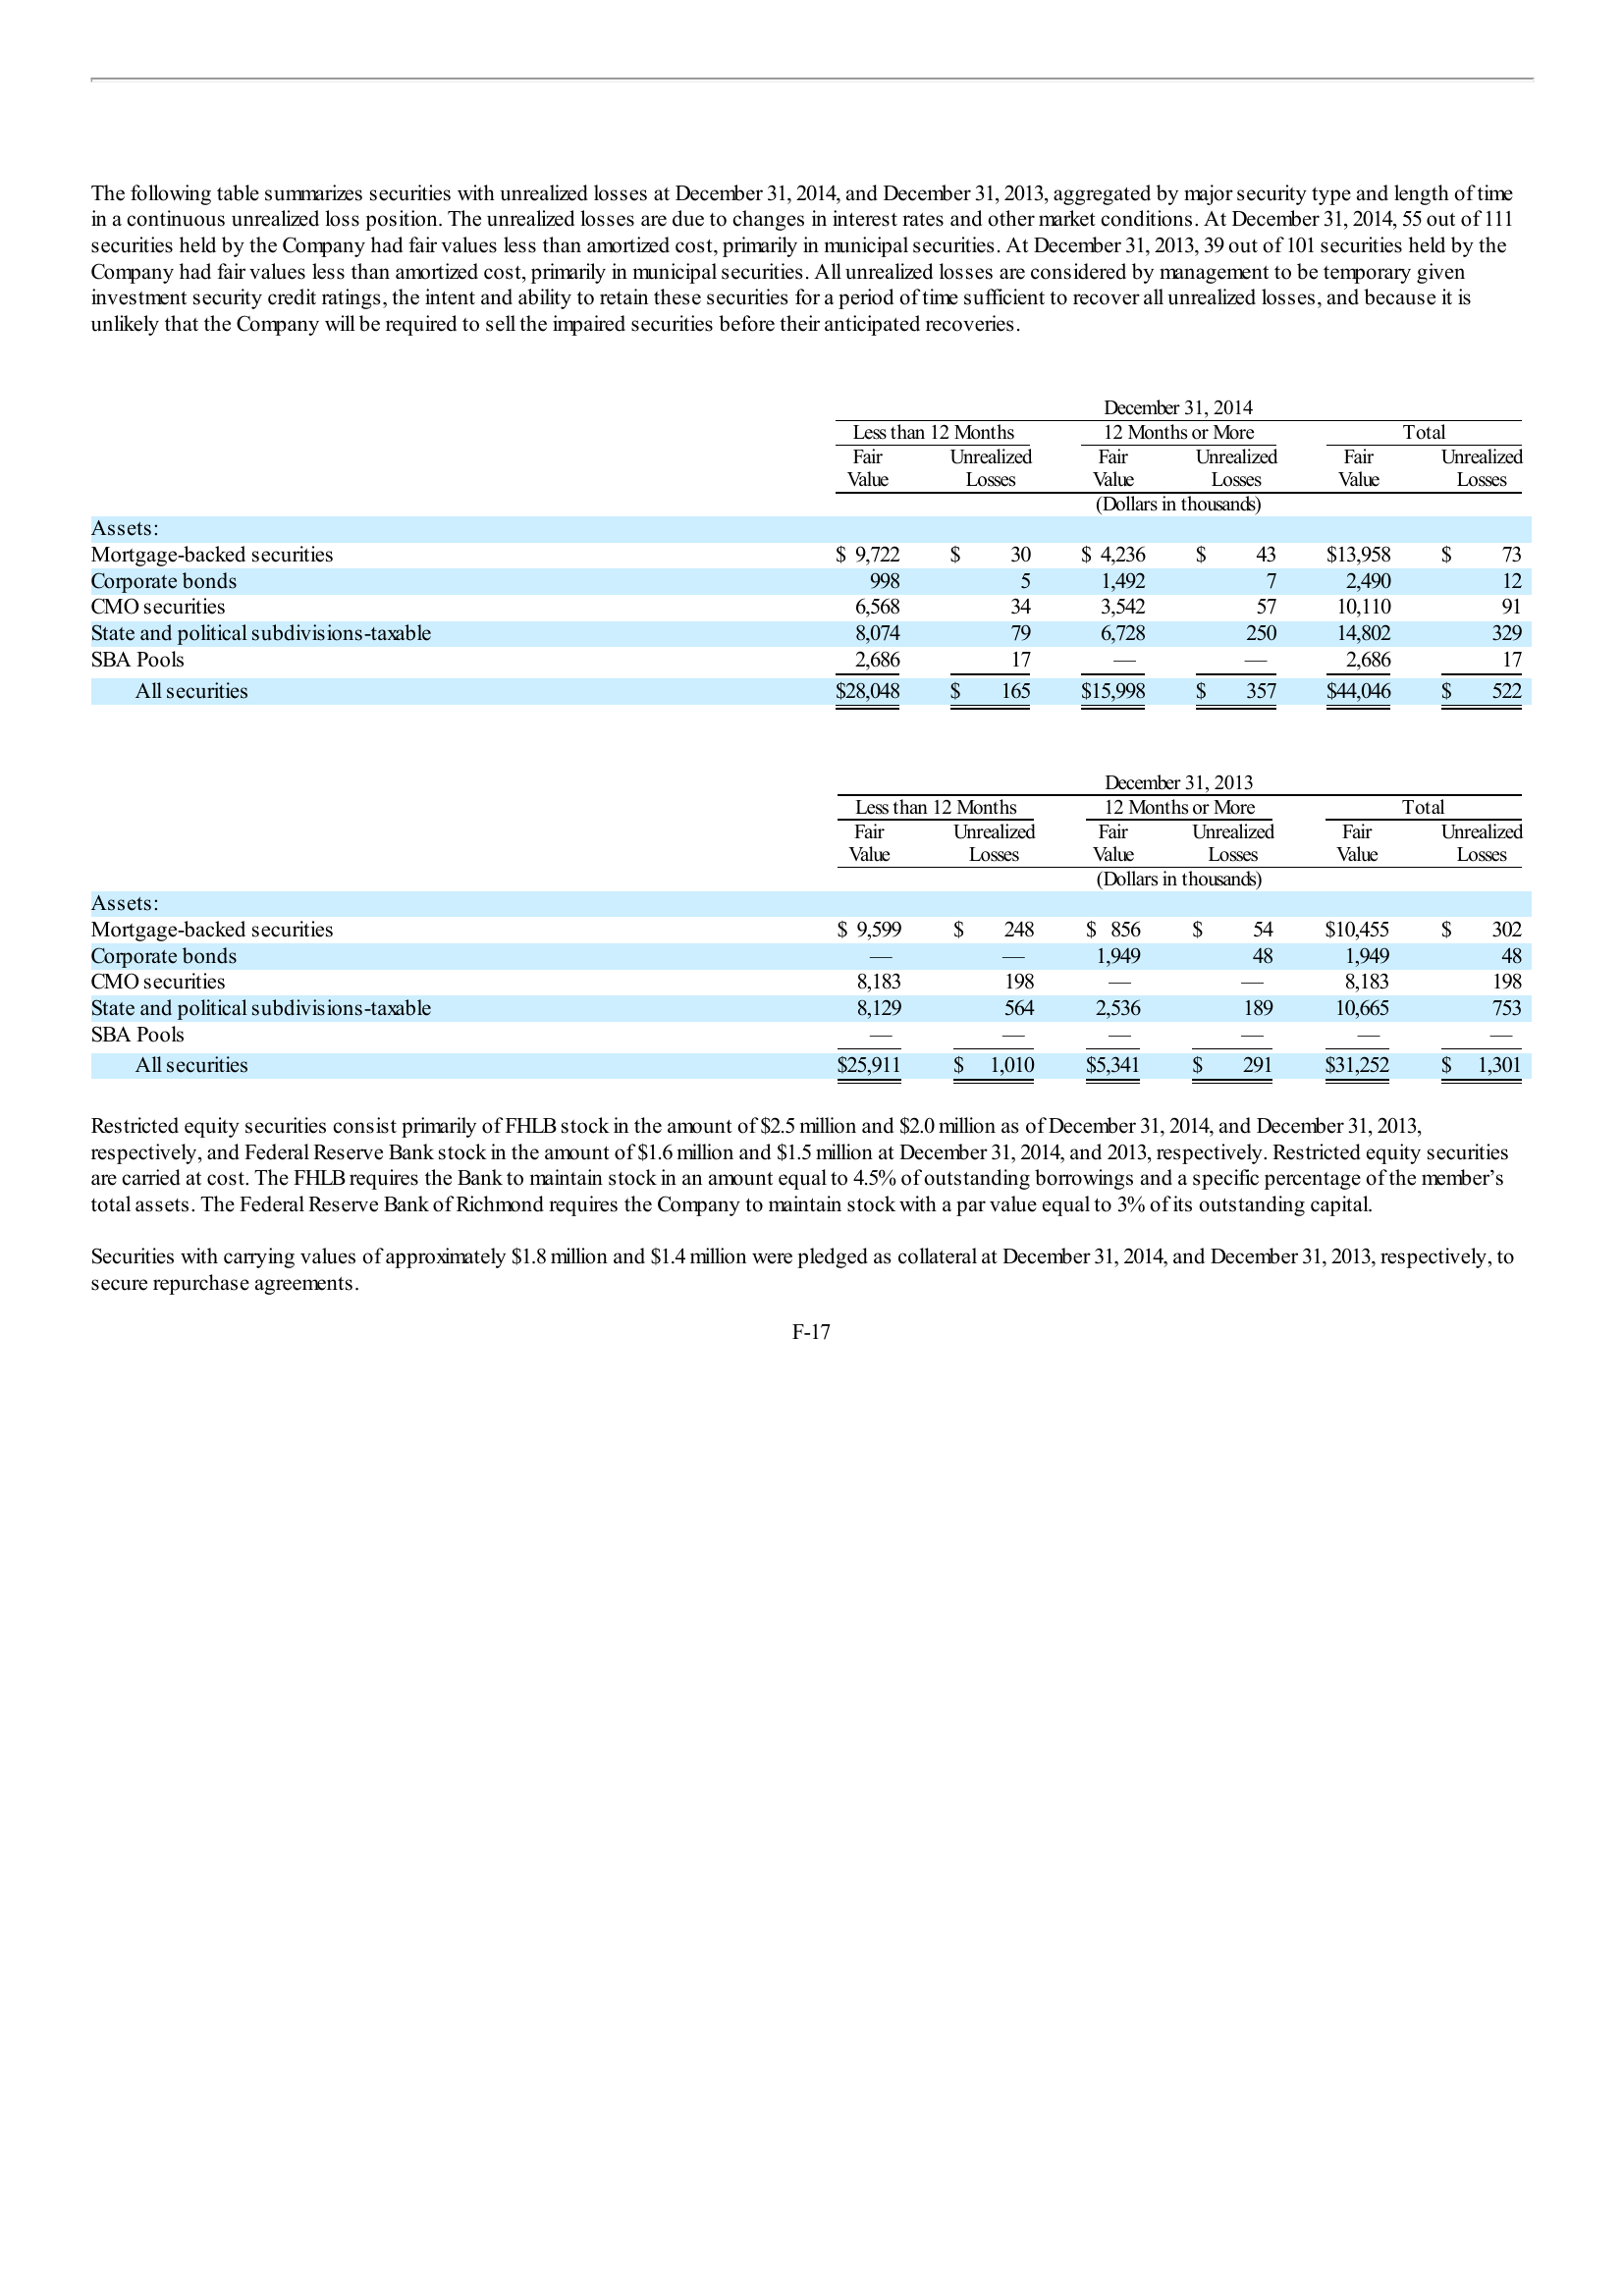 The following table summarizes securities with unrealized losses at December 31, 2014, and December 31, 2013, aggregated by major security type and length of time
in a continuous unrealized loss position. The unrealized losses are due to changes in interest rates and other market conditions. At December 31, 2014, 55 out of 111
securities held by the Company had fair values less than amortized cost, primarily in municipal securities. At December 31, 2013, 39 out of 101 securities held by the
Company had fair values less than amortized cost, primarily in municipal securities. All unrealized losses are considered by management to be temporary given
investment security credit ratings, the intent and ability to retain these securities for a period of time sufficient to recover all unrealized losses, and because it is
unlikely that the Company will be required to sell the impaired securities before their anticipated recoveries.
December 31, 2014
Less than 12 Months 12 Months or More Total
Fair Unrealized Fair Unrealized Fair Unrealized
Value Losses Value Losses Value Losses
(Dollars in thousands)
Assets:
Mortgage-backed securities $ 9,722 $ 30 $ 4,236 $ 43 $13,958 $ 73
Corporate bonds 998 5 1,492 7 2,490 12
CMO securities 6,568 34 3,542 57 10,110 91
State and political subdivisions-taxable 8,074 79 6,728 250 14,802 329
SBA Pools 2,686 17 — — 2,686 17
All securities $28,048 $ 165 $15,998 $ 357 $44,046 $ 522
December 31, 2013
Less than 12 Months 12 Months or More Total
Fair Unrealized Fair Unrealized Fair Unrealized
Value Losses Value Losses Value Losses
(Dollars in thousands)
Assets:
Mortgage-backed securities $ 9,599 $ 248 $ 856 $ 54 $10,455 $ 302
Corporate bonds — — 1,949 48 1,949 48
CMO securities 8,183 198 — — 8,183 198
State and political subdivisions-taxable 8,129 564 2,536 189 10,665 753
SBA Pools — — — — — —
All securities $25,911 $ 1,010 $5,341 $ 291 $31,252 $ 1,301
Restricted equity securities consist primarily of FHLB stock in the amount of $2.5 million and $2.0 million as of December 31, 2014, and December 31, 2013,
respectively, and Federal Reserve Bank stock in the amount of $1.6 million and $1.5 million at December 31, 2014, and 2013, respectively. Restricted equity securities
are carried at cost. The FHLB requires the Bank to maintain stock in an amount equal to 4.5% of outstanding borrowings and a specific percentage of the member’s
total assets. The Federal Reserve Bank of Richmond requires the Company to maintain stock with a par value equal to 3% of its outstanding capital.
Securities with carrying values of approximately $1.8 million and $1.4 million were pledged as collateral at December 31, 2014, and December 31, 2013, respectively, to
secure repurchase agreements.
F-17